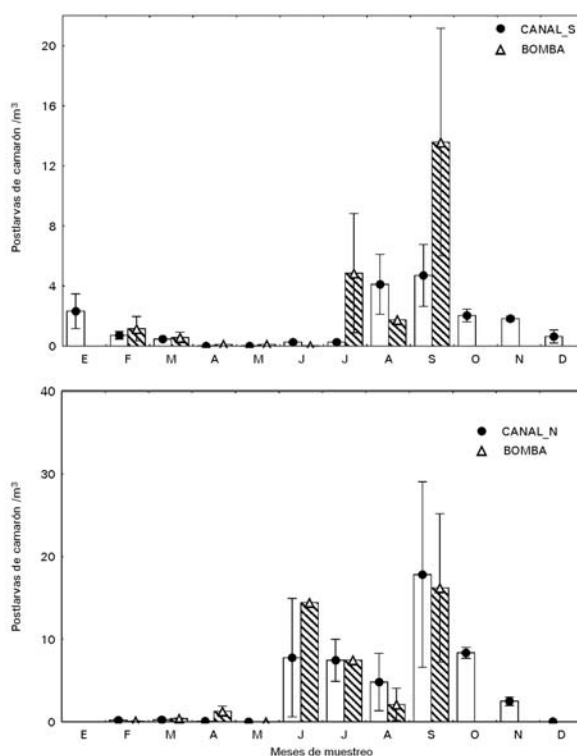 CANAL_S
BOMBA
Postlarvas de camarón /m³
20
16
12
8
4
0
E F M A M J J A S O N D
CANAL_N
BOMBA
Postlarvas de camarón /m³
40
30
20
10
0
E F M A M J J A S O N D
Meses de muestreo